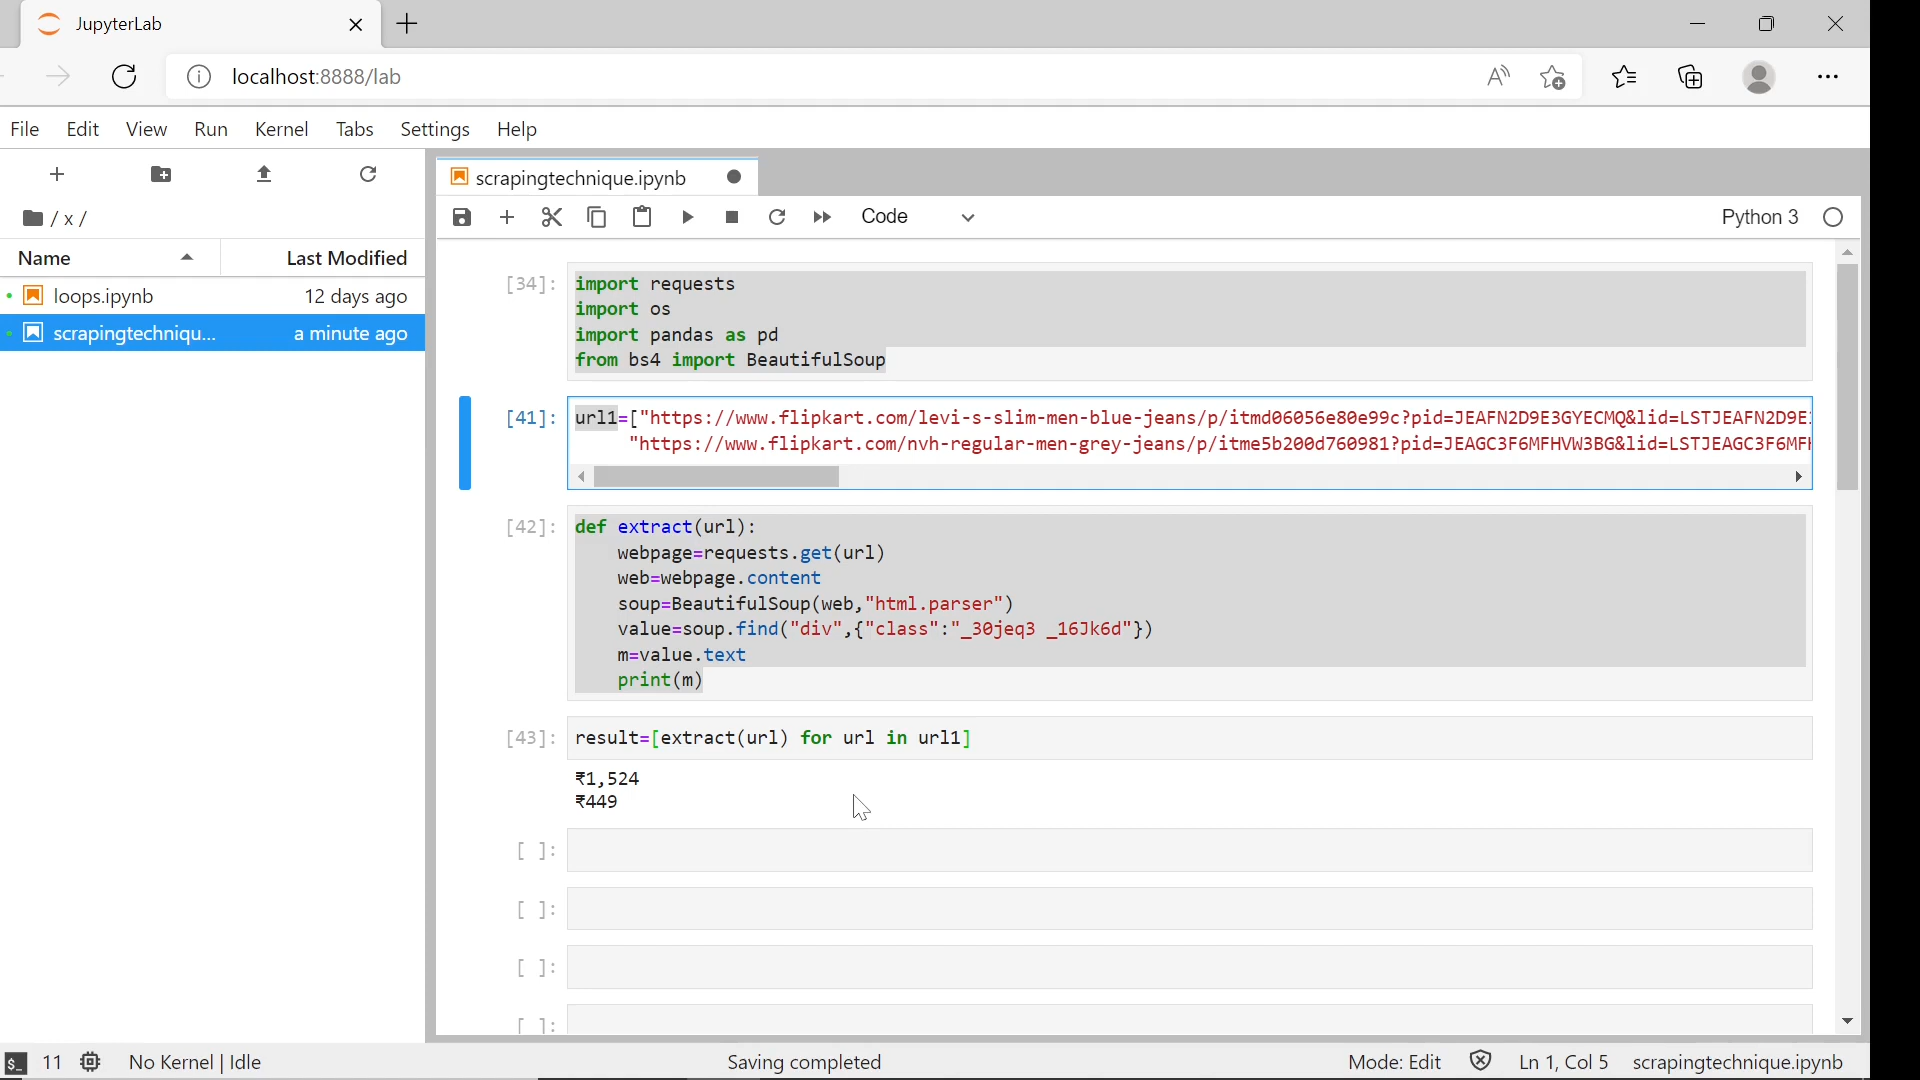 JupyterLab
localhost:8888/lab
File Edit View Run Kernel Tabs Settings Help
/ x /
Name Last Modified
loops.ipynb 12 days ago
scrapingtechniqu... a minute ago
scrapingtechnique.ipynb
Code
Python 3
[34]: import requests
import os
import pandas as pd
from bs4 import BeautifulSoup
[41]: url1=["https://www.flipkart.com/levi-s-slim-men-blue-jeans/p/itmd06056e80e99c?pid=JEAFN2D9E3GYECMQ&lid=LSTJEAFN2D9E
"https://www.flipkart.com/nvh-regular-men-grey-jeans/p/itme5b200d760981?pid=JEAGC3F6MFHVW3BG&lid=LSTJEAGC3F6MF
[42]: def extract(url):
webpage=requests.get(url)
web=webpage.content
soup=BeautifulSoup(web,"html.parser")
value=soup.find("div",{"class":"_30jeq3 _16Jk6d"})
m=value.text
print(m)
[43]: result=[extract(url) for url in url1]
₹1,524
₹449
[ ]:
[ ]:
[ ]:
[ ]:
$_ 11 No Kernel | Idle Saving completed Mode: Edit Ln 1, Col 5 scrapingtechnique.ipynb